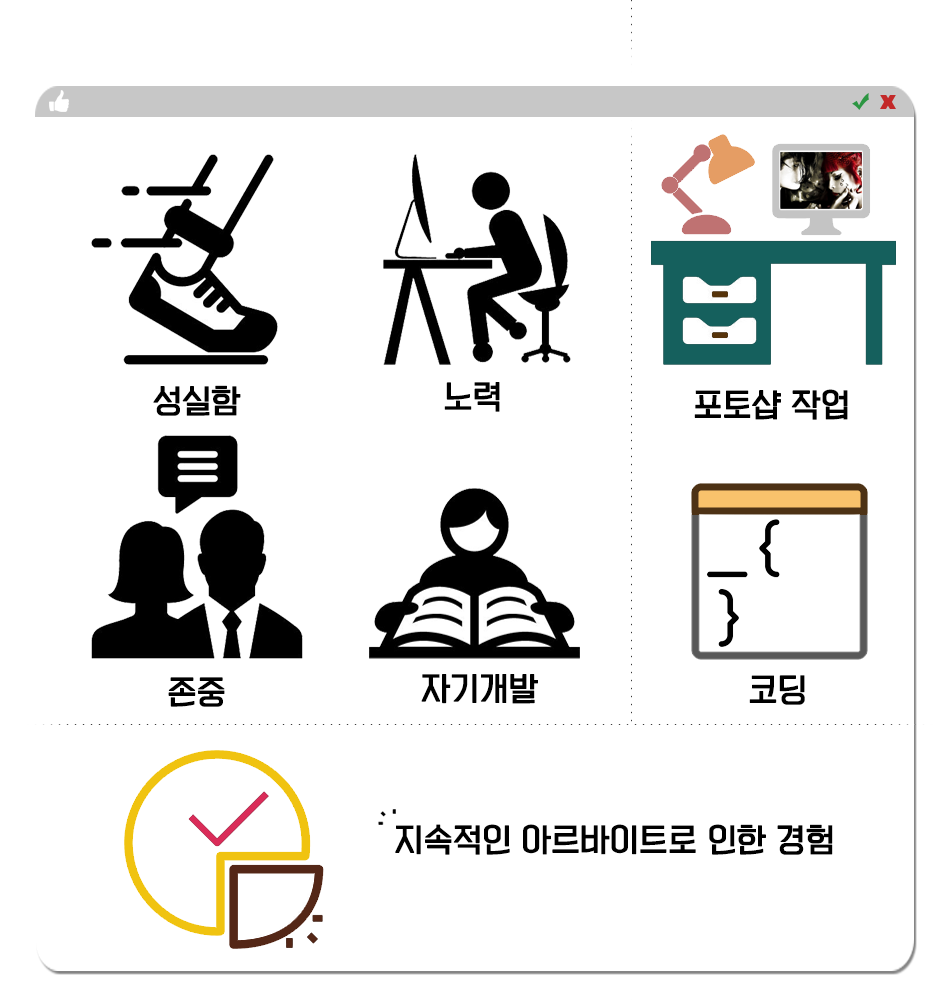 성실함
노력
포토샵 작업
존중
자기개발
코딩
지속적인 아르바이트로 인한 경험